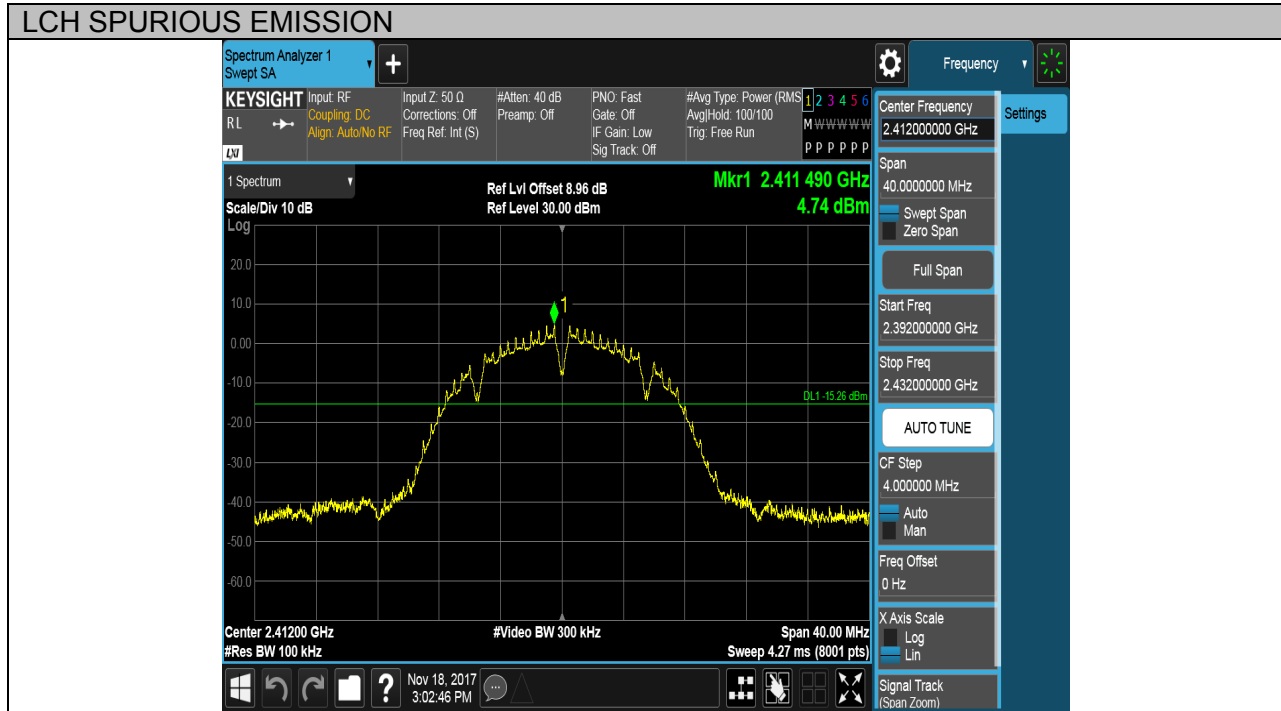 LCH SPURIOUS EMISSION
Spectrum Analyzer 1
Swept SA
Frequency
KEYSIGHT
RL
LXI
Input: RF
Coupling: DC
Align: Auto/No RF
Input Z: 50 Ω
Corrections: Off
Freq Ref: Int (S)
#Atten: 40 dB
Preamp: Off
PNO: Fast
Gate: Off
IF Gain: Low
Sig Track: Off
#Avg Type: Power (RMS
Avg|Hold: 100/100
Trig: Free Run
1 2 3 4 5 6
M W W W W W
P P P P P P
1 Spectrum
Scale/Div 10 dB
Log
Ref Lvl Offset 8.96 dB
Ref Level 30.00 dBm
Mkr1 2.411 490 GHz
4.74 dBm
20.0
10.0
0.00
-10.0
-20.0
-30.0
-40.0
-50.0
-60.0
1
DL1 -15.26 dBm
Center 2.41200 GHz
#Res BW 100 kHz
#Video BW 300 kHz
Span 40.00 MHz
Sweep 4.27 ms (8001 pts)
?
Nov 18, 2017
3:02:46 PM
Center Frequency
2.412000000 GHz
Settings
Span
40.0000000 MHz
Swept Span
Zero Span
Full Span
Start Freq
2.392000000 GHz
Stop Freq
2.432000000 GHz
AUTO TUNE
CF Step
4.000000 MHz
Auto
Man
Freq Offset
0 Hz
X Axis Scale
Log
Lin
Signal Track
(Span Zoom)